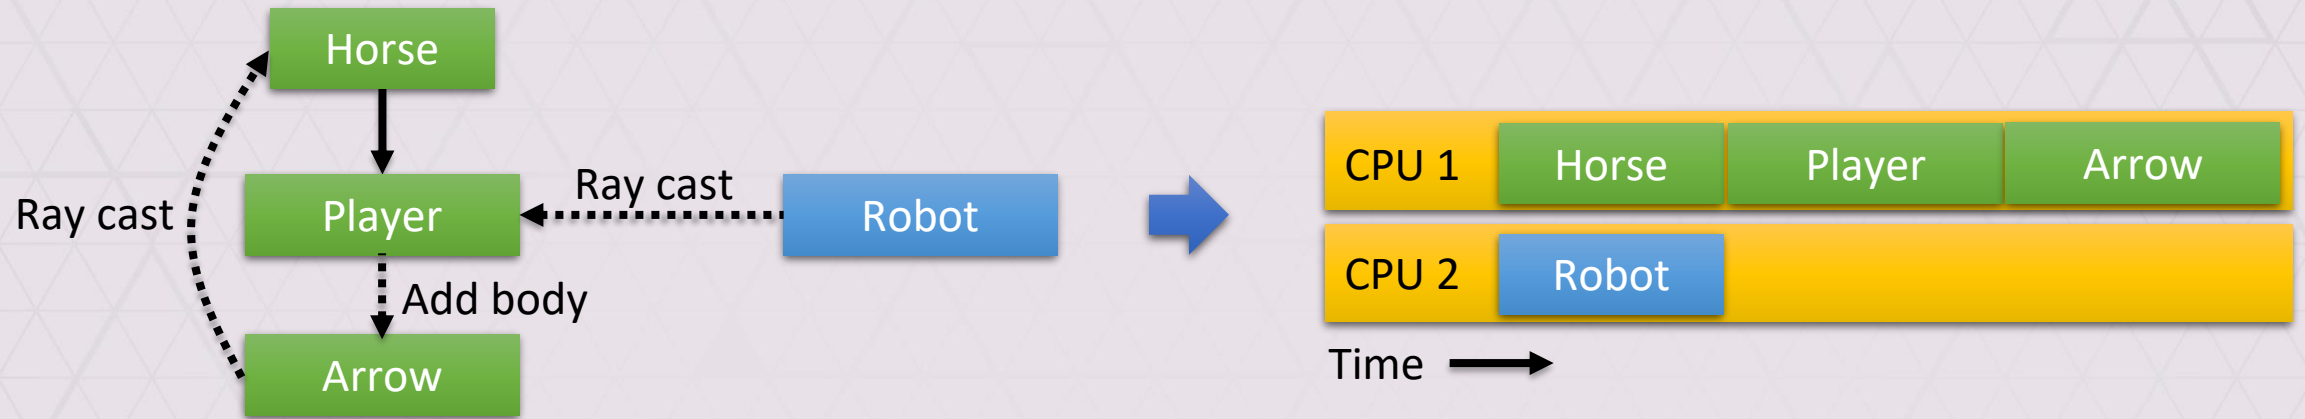 Horse
Ray cast
Player
Ray cast
Robot
Add body
Arrow
CPU 1
Horse
Player
Arrow
CPU 2
Robot
Time